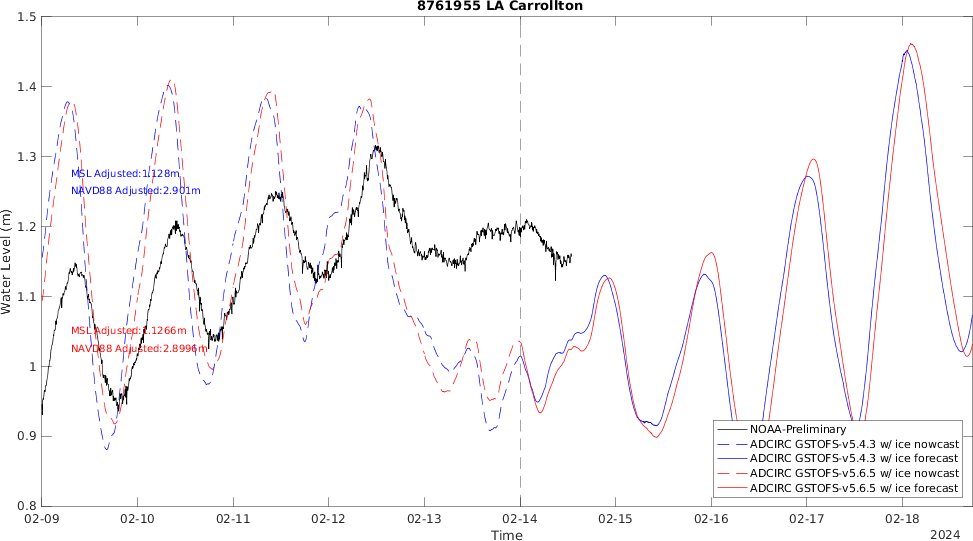 8761955 LA Carrollton
Water Level (m)
1.5
1.4
1.3
1.2
1.1
1
0.9
0.8
MSL Adjusted:1.128m
NAVD88 Adjusted:2.901m
MSL Adjusted:1.1266m
NAVD88 Adjusted:2.8996m
NOAA-Preliminary
ADCIRC GSTOFS-v5.4.3 w/ ice nowcast
ADCIRC GSTOFS-v5.4.3 w/ ice forecast
ADCIRC GSTOFS-v5.6.5 w/ ice nowcast
ADCIRC GSTOFS-v5.6.5 w/ ice forecast
02-09 02-10 02-11 02-12 02-13 02-14 02-15 02-16 02-17 02-18
Time
2024